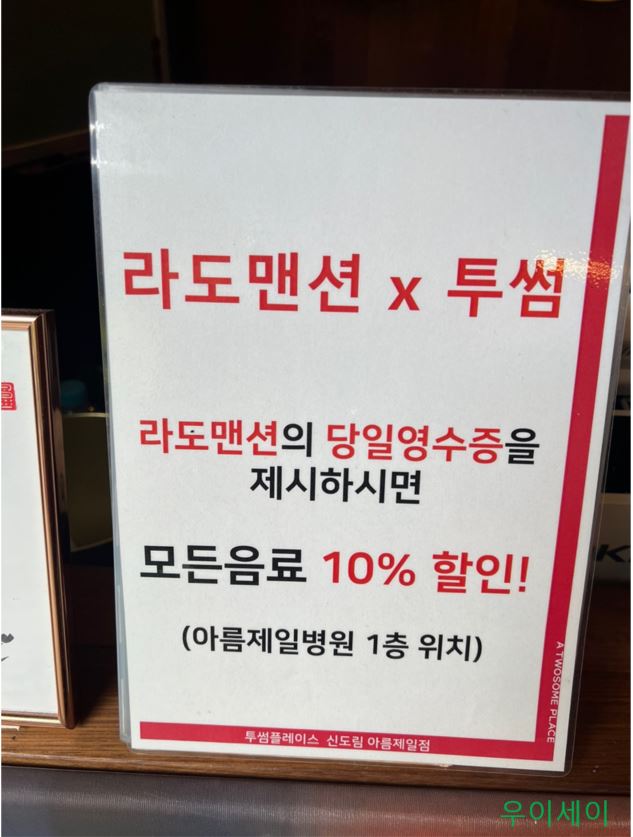 라도맨션 x 투썸
라도맨션의 당일영수증을
제시하시면
모든음료 10% 할인!
(아름제일병원 1층 위치)
A TWOSOME PLACE
투썸플레이스 신도림 아름제일점
우이세이